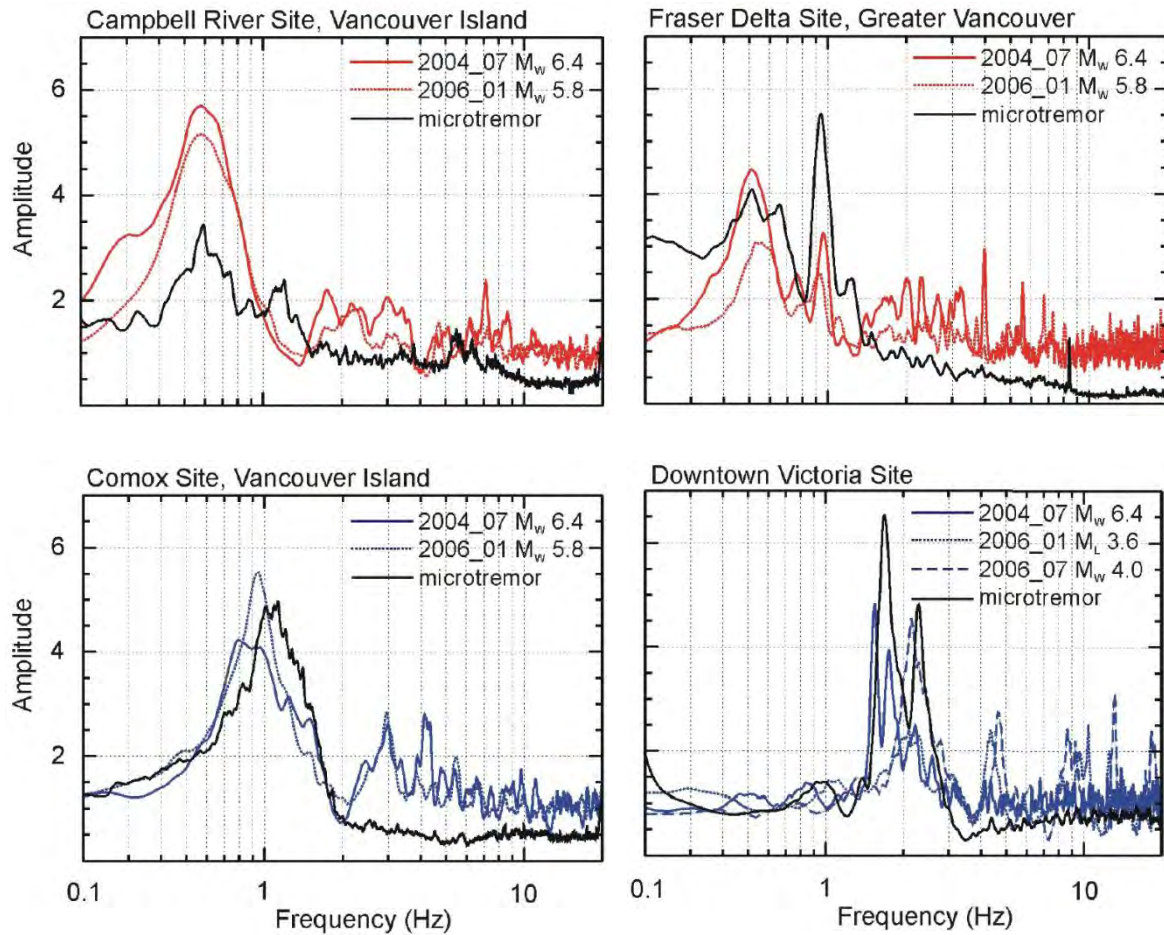 Campbell River Site, Vancouver Island
2004_07 Mw 6.4
2006_01 Mw 5.8
microtremor
6
4
2
Amplitude
Fraser Delta Site, Greater Vancouver
2004_07 Mw 6.4
2006_01 Mw 5.8
microtremor
Comox Site, Vancouver Island
2004_07 Mw 6.4
2006_01 Mw 5.8
microtremor
6
4
2
Amplitude
0.1 1 10
Frequency (Hz)
Downtown Victoria Site
2004_07 Mw 6.4
2006_01 ML 3.6
2006_07 Mw 4.0
microtremor
0.1 1 10
Frequency (Hz)